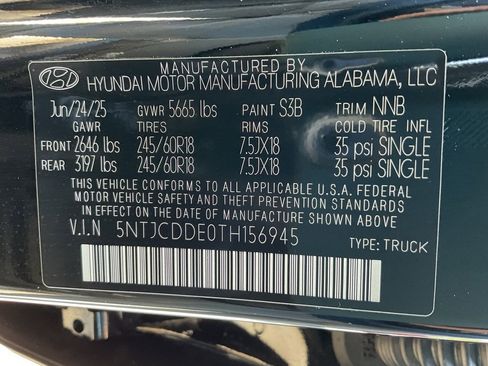 MANUFACTURED BY
HYUNDAI MOTOR MANUFACTURING ALABAMA, LLC
Jun/24/25 GVWR 5665 lbs PAINT S3B TRIM NNB
GAWR TIRES RIMS COLD TIRE INFL
FRONT 2646 lbs 245/60R18 7.5JX18 35 psi SINGLE
REAR 3197 lbs 245/60R18 7.5JX18 35 psi SINGLE
THIS VEHICLE CONFORMS TO ALL APPLICABLE U.S.A FEDERAL
MOTOR VEHICLE SAFETY AND THEFT PREVENTION STANDARDS
IN EFFECT ON THE DATE OF MANUFACTURE SHOWN ABOVE.
V.I.N 5NTJCDDE0TH156945 TYPE: TRUCK